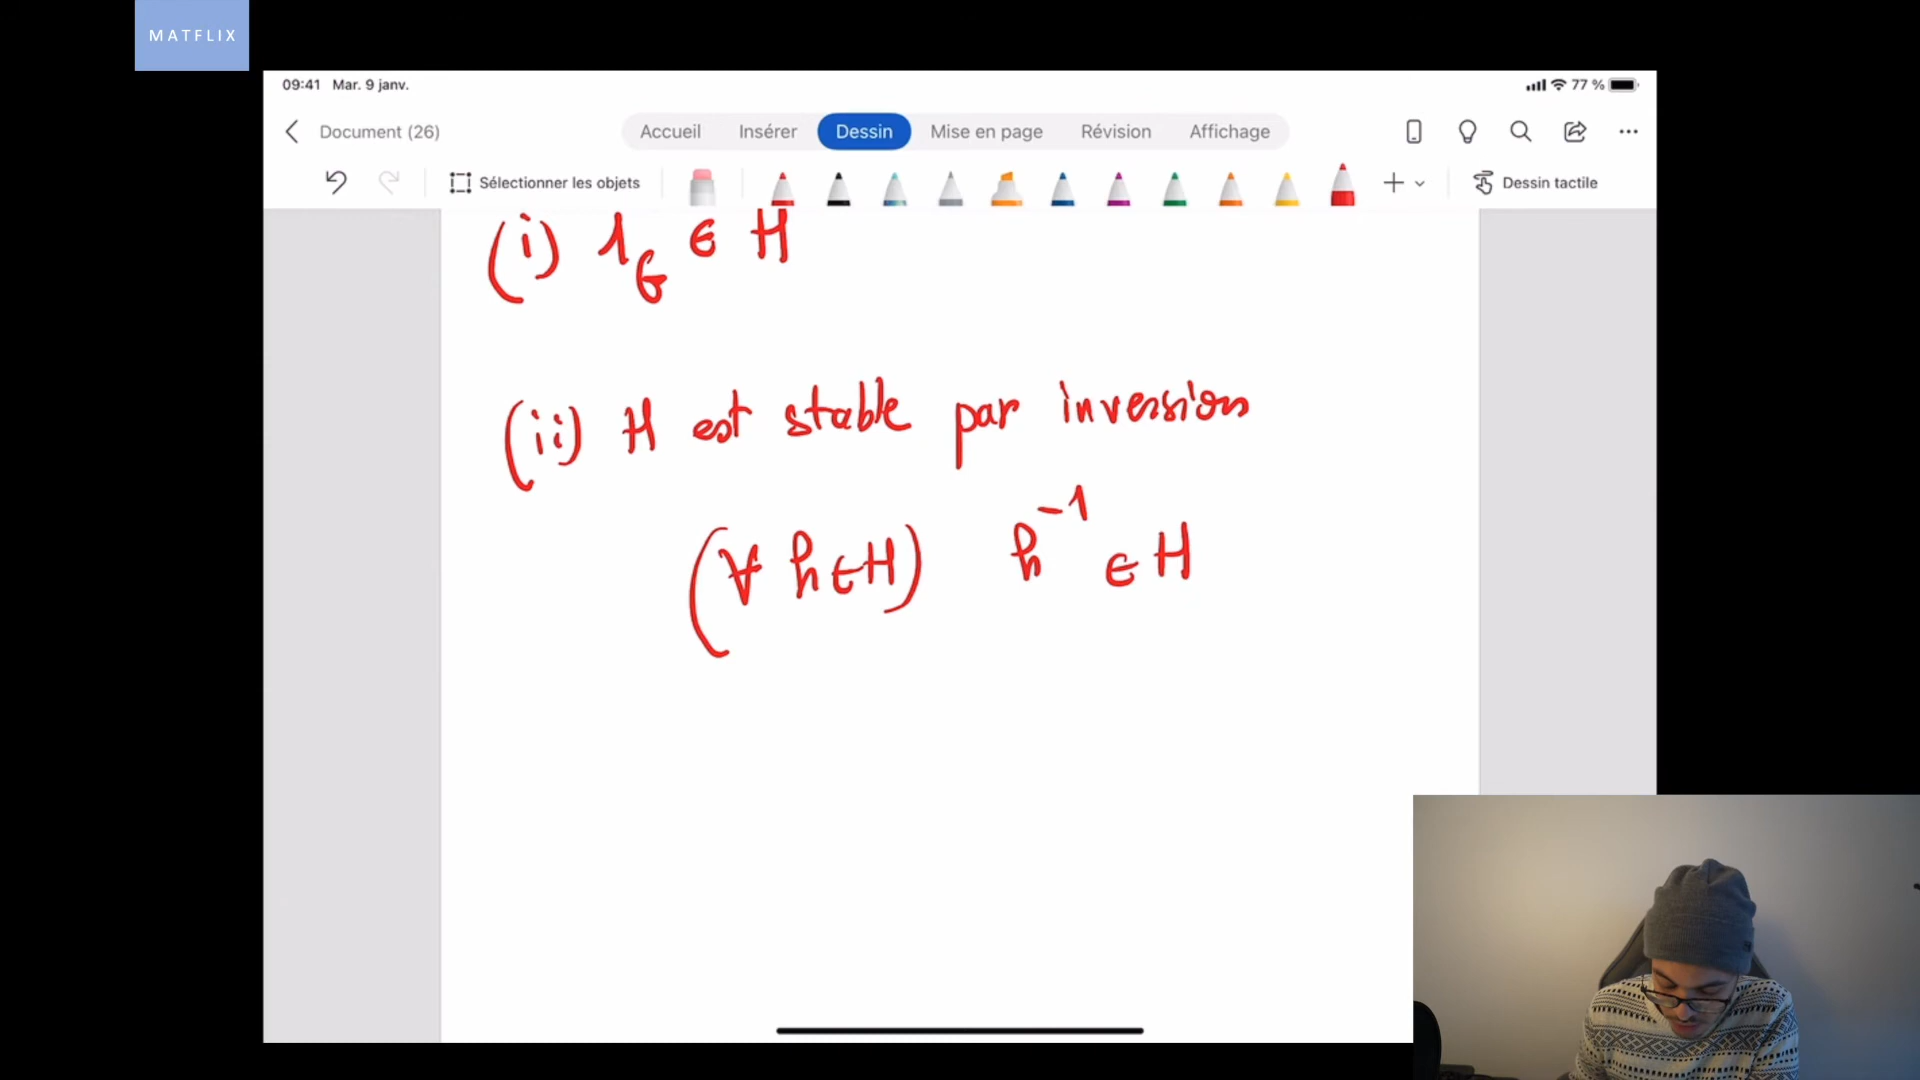 MATFLIX
09:41 Mar. 9 janv. 77 %
Document (26) Accueil Insérer Dessin Mise en page Révision Affichage
Sélectionner les objets Dessin tactile
(i) 1_G ∈ H
(ii) H est stable par inversion
(∀ h ∈ H) h^{-1} ∈ H